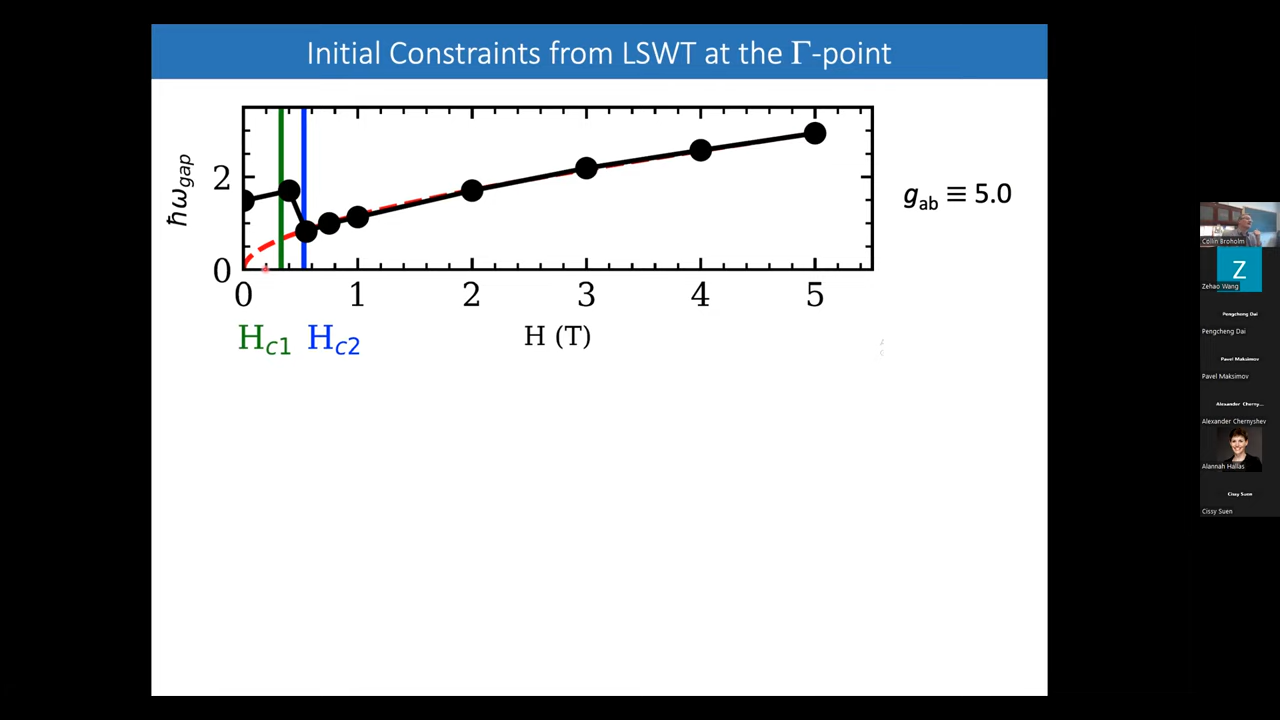 Initial Constraints from LSWT at the Γ-point
ℏω_gap
2
0
0 1 2 3 4 5
H_c1 H_c2 H (T)
g_ab ≡ 5.0
Collin Broholm
Z
Zehao Wang
Pengcheng Dai
Pengcheng Dai
Pavel Maksimov
Pavel Maksimov
Alexander Cherny...
Alexander Chernyshev
Alannah Hallas
Cissy Suen
Cissy Suen